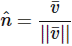 n̂ = v̄ / ||v̄||